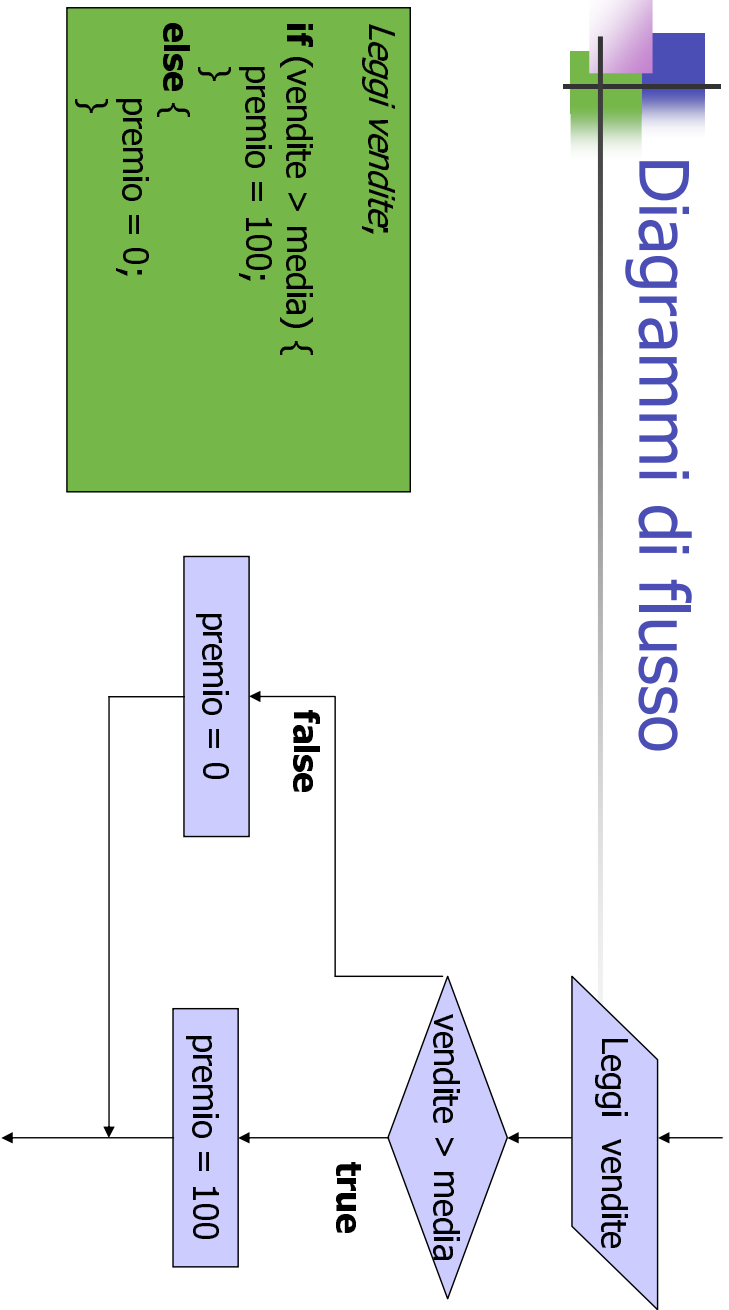 Diagrammi di flusso
Leggi vendite;
if (vendite > media) {
premio = 100;
}
else {
premio = 0;
}
Leggi vendite
vendite > media
true
false
premio = 0
premio = 100